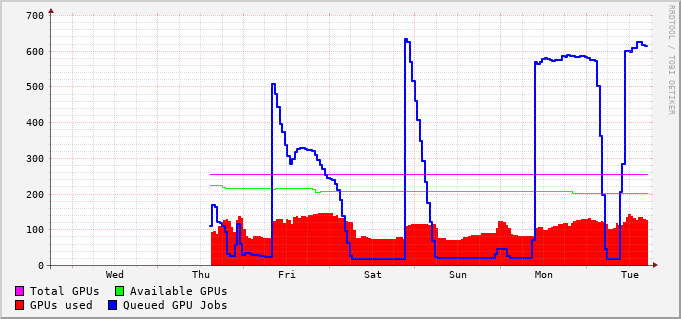 700
600
500
400
300
200
100
0
Wed Thu Fri Sat Sun Mon Tue
Total GPUs Available GPUs
GPUs used Queued GPU Jobs
RRDTOOL / TOBI OETIKER